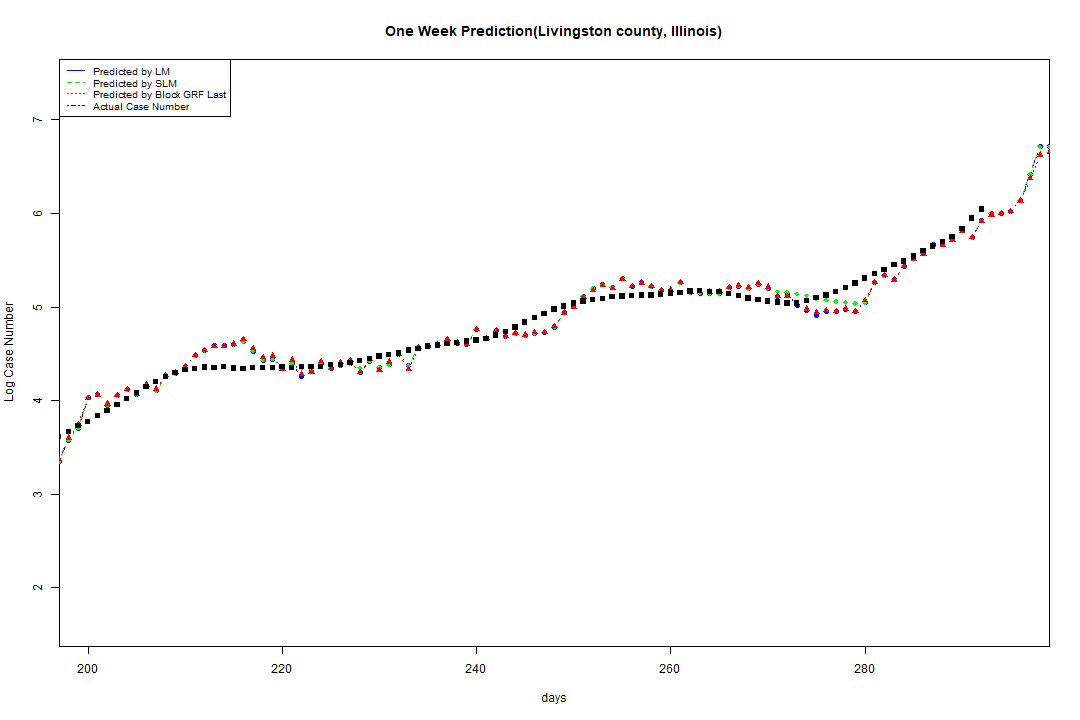 One Week Prediction(Livingston county, Illinois)
Predicted by LM
Predicted by SLM
Predicted by Block GRF Last
Actual Case Number
7
6
5
4
3
2
Log Case Number
200 220 240 260 280
days